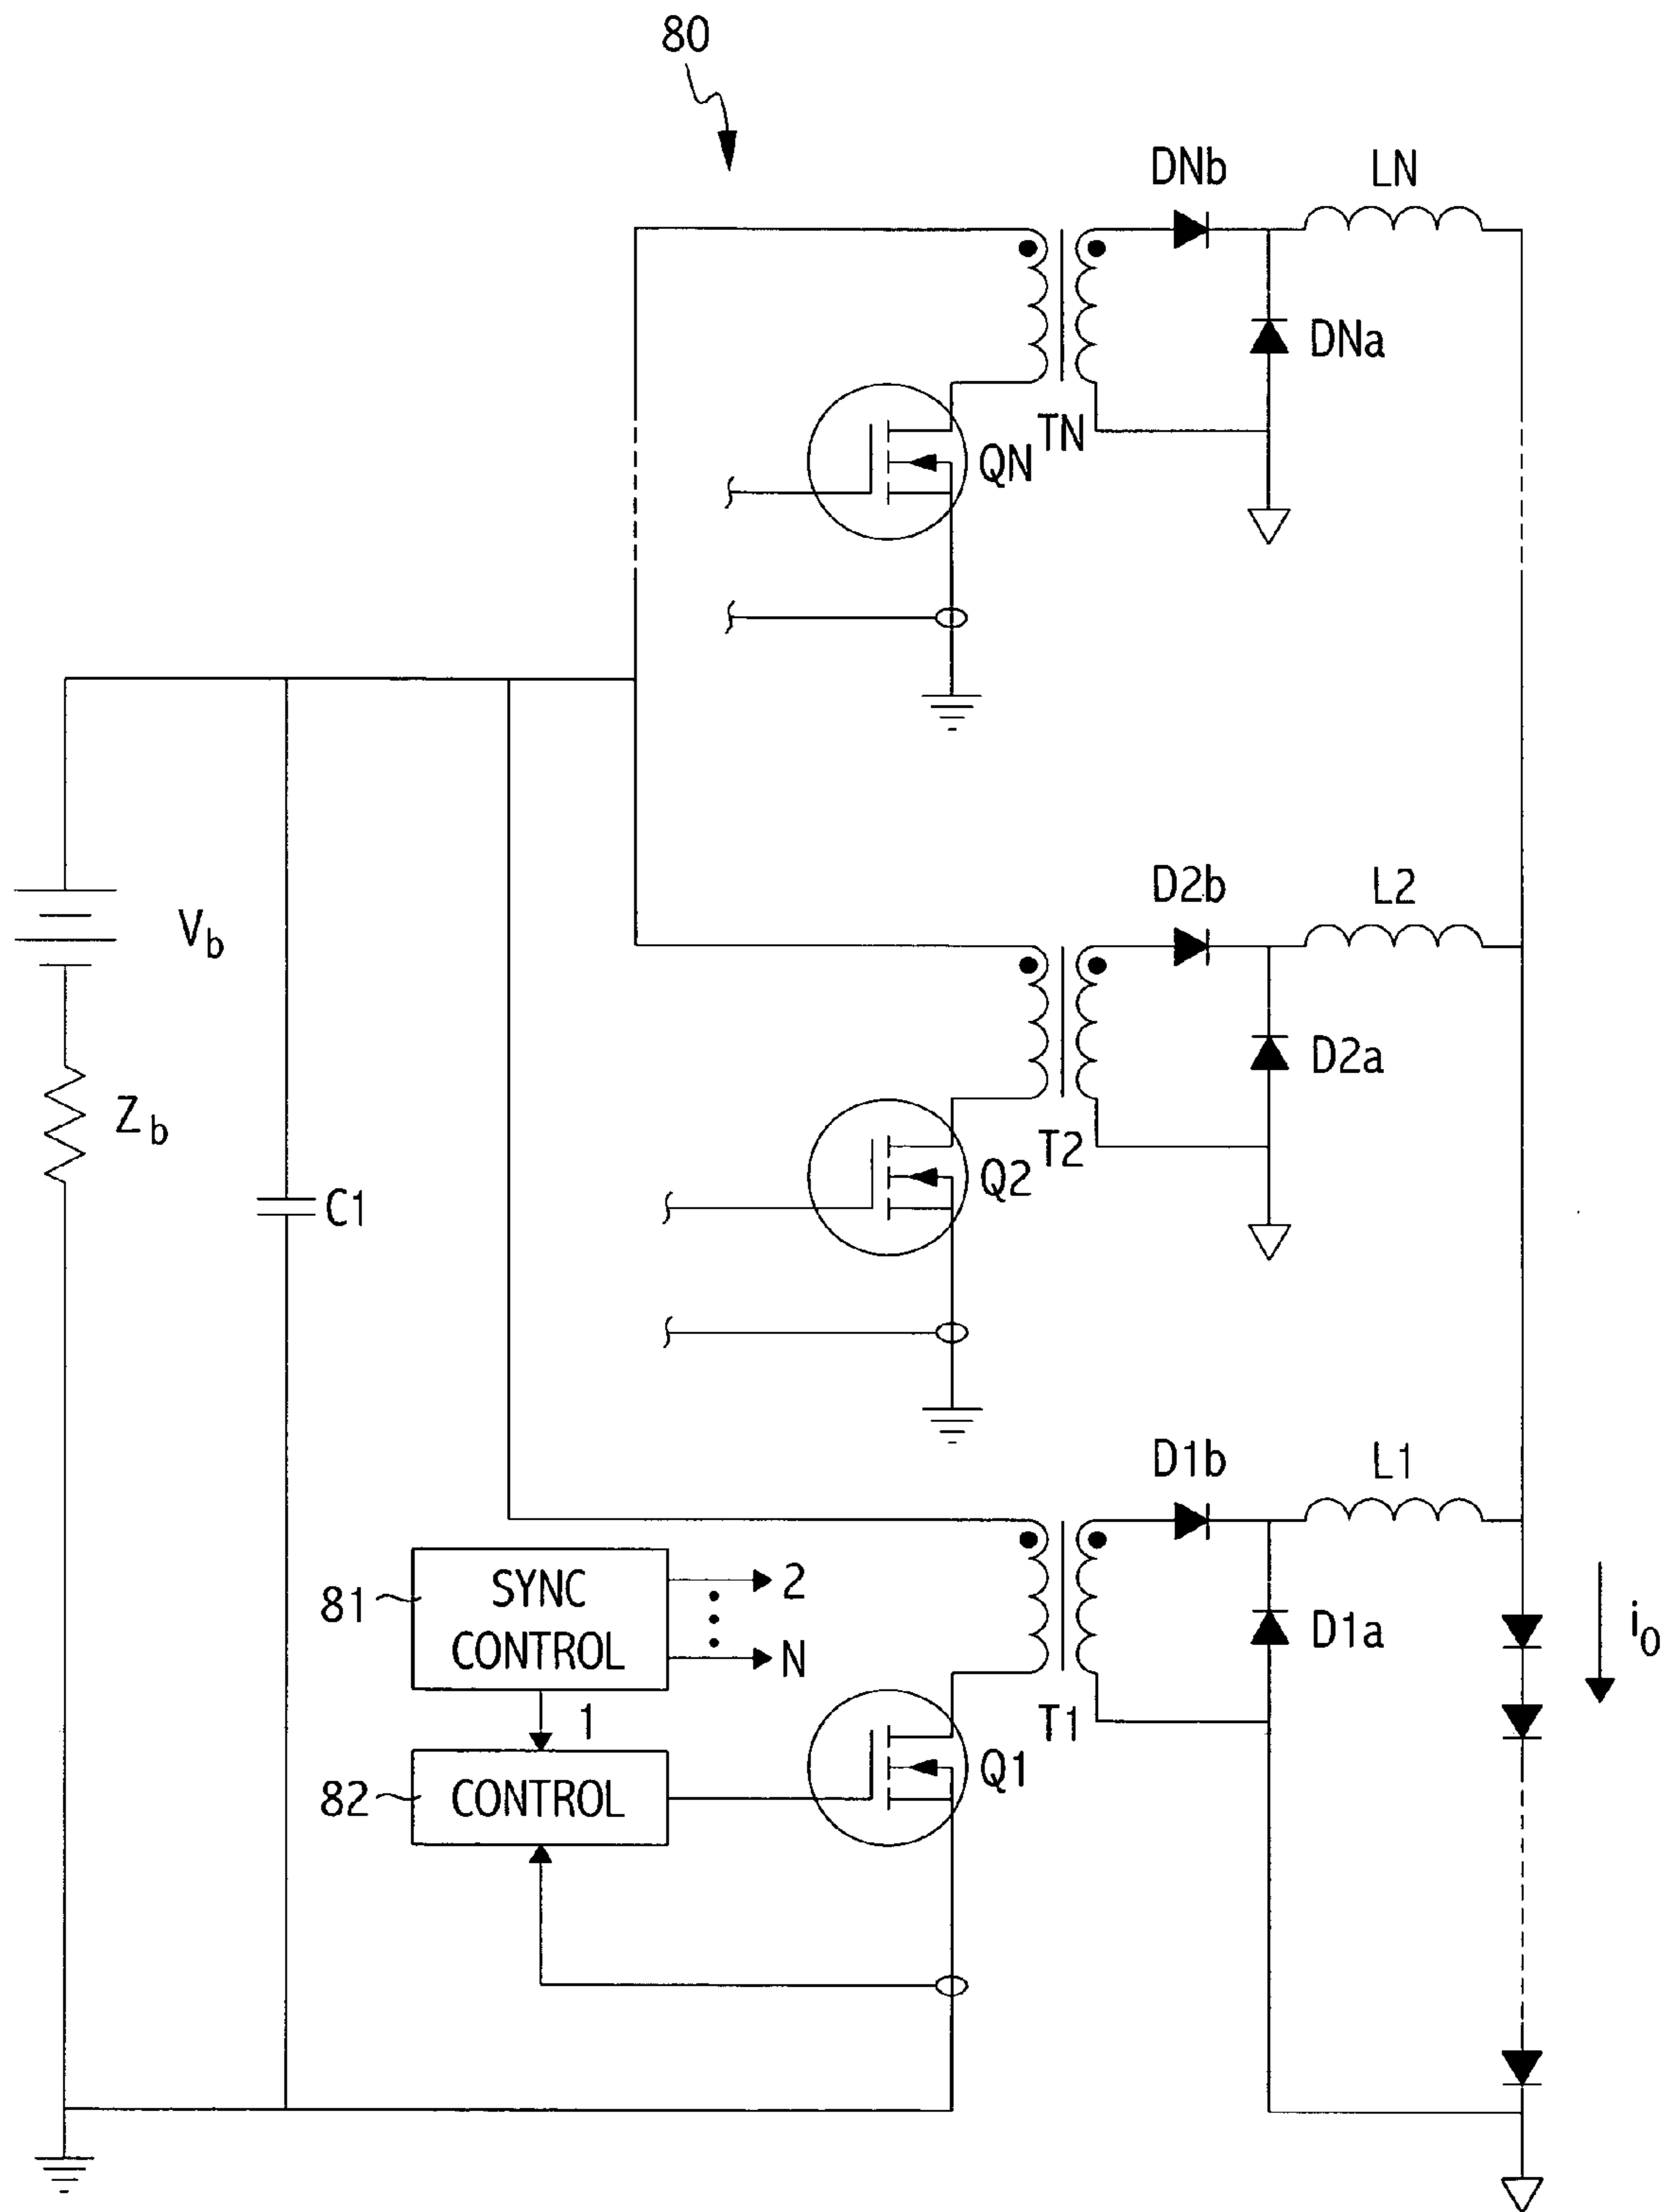 80
DNb
LN
DNa
TN
QN
D2b
L2
Vb
D2a
Zb
T2
Q2
C1
D1b
L1
81
SYNC
CONTROL
2
N
D1a
i0
1
T1
Q1
82
CONTROL